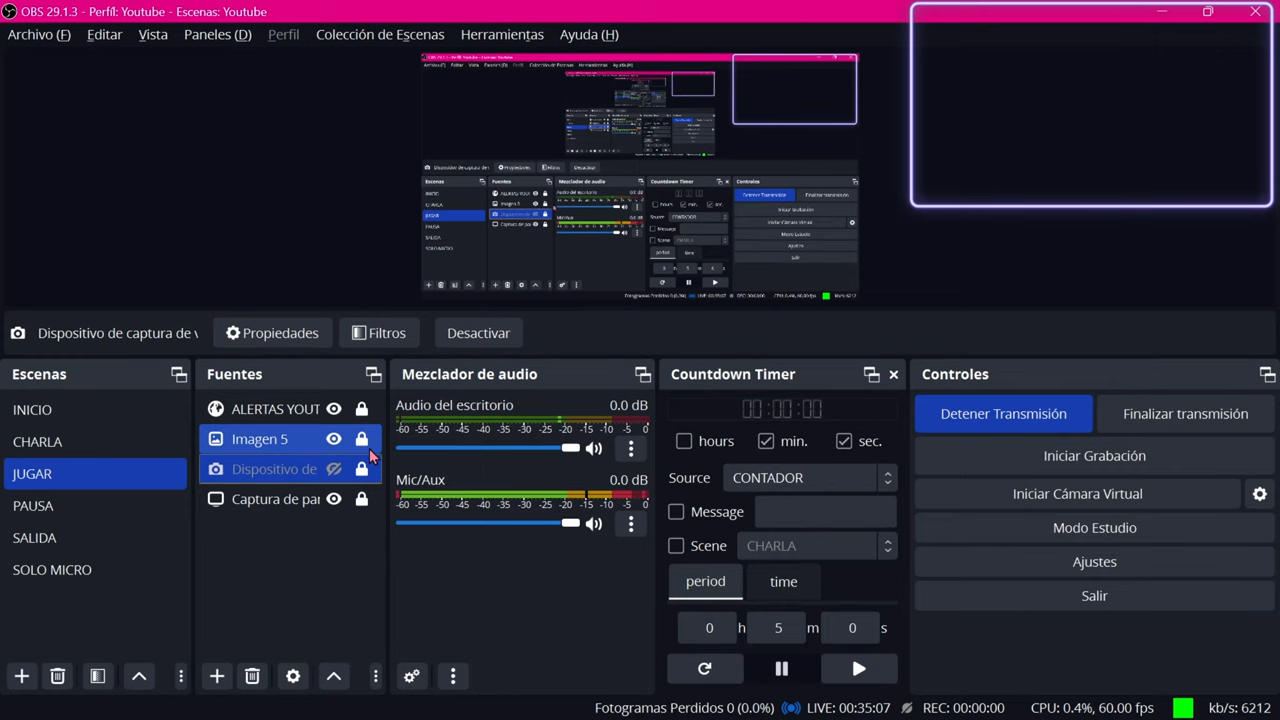 OBS 29.1.3 - Perfil: Youtube - Escenas: Youtube
Archivo (F) Editar Vista Paneles (D) Perfil Colección de Escenas Herramientas Ayuda (H)
Dispositivo de captura de v Propiedades Filtros Desactivar
Escenas
INICIO
CHARLA
JUGAR
PAUSA
SALIDA
SOLO MICRO
Fuentes
ALERTAS YOUT
Imagen 5
Dispositivo de
Captura de par
Mezclador de audio
Audio del escritorio 0.0 dB
-60 -55 -50 -45 -40 -35 -30 -25 -20 -15 -10 -5 0
Mic/Aux 0.0 dB
-60 -55 -50 -45 -40 -35 -30 -25 -20 -15 -10 -5 0
Countdown Timer
00:00:00
hours min. sec.
Source CONTADOR
Message
Scene CHARLA
period time
0 h 5 m 0 s
Controles
Detener Transmisión Finalizar transmisión
Iniciar Grabación
Iniciar Cámara Virtual
Modo Estudio
Ajustes
Salir
Fotogramas Perdidos 0 (0.0%) LIVE: 00:35:07 REC: 00:00:00 CPU: 0.4%, 60.00 fps kb/s: 6212